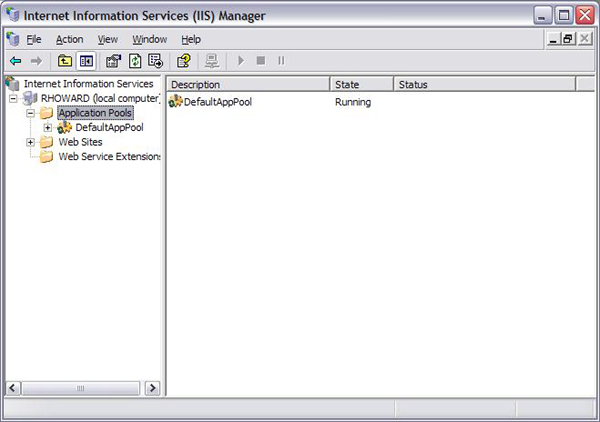 Internet Information Services (IIS) Manager
File Action View Window Help
Internet Information Services
RHOWARD (local computer)
Application Pools
DefaultAppPool
Web Sites
Web Service Extensions
Description State Status
DefaultAppPool Running